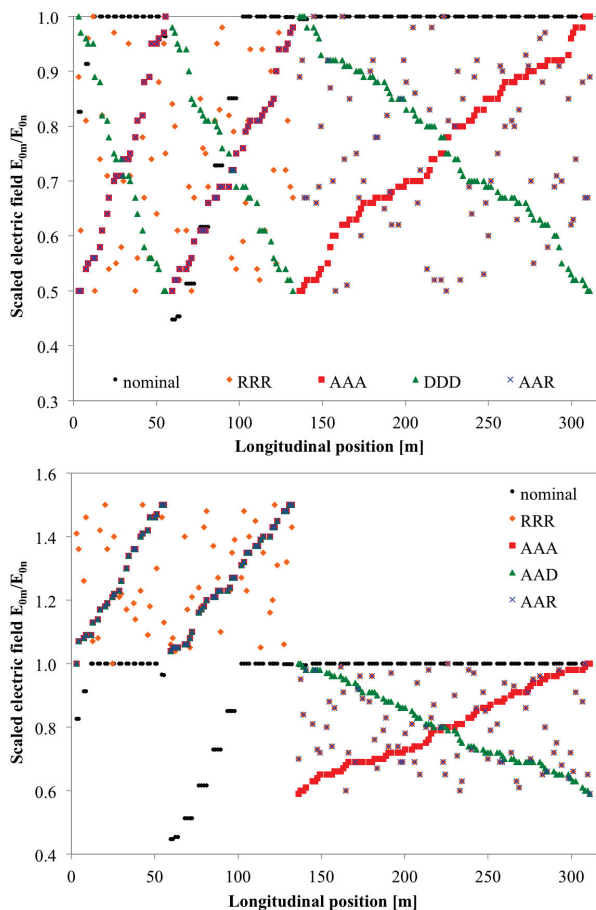 1.0
0.9
0.8
0.7
0.6
0.5
0.4
0.3
Scaled electric field E0m/E0n
nominal RRR AAA DDD AAR
0 50 100 150 200 250 300
Longitudinal position [m]
1.6
1.4
1.2
1.0
0.8
0.6
0.4
Scaled electric field E0m/E0n
nominal
RRR
AAA
AAD
AAR
0 50 100 150 200 250 300
Longitudinal position [m]